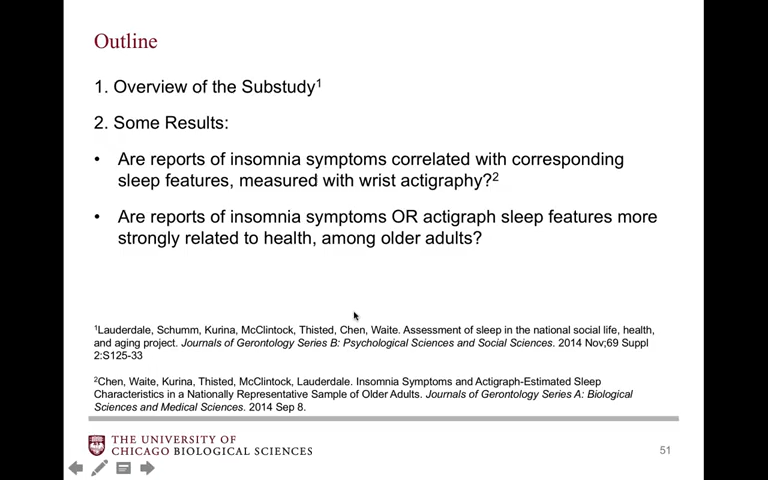 Outline
1. Overview of the Substudy¹
2. Some Results:
• Are reports of insomnia symptoms correlated with corresponding
sleep features, measured with wrist actigraphy?²
• Are reports of insomnia symptoms OR actigraph sleep features more
strongly related to health, among older adults?
¹Lauderdale, Schumm, Kurina, McClintock, Thisted, Chen, Waite. Assessment of sleep in the national social life, health,
and aging project. Journals of Gerontology Series B: Psychological Sciences and Social Sciences. 2014 Nov;69 Suppl
2:S125-33
²Chen, Waite, Kurina, Thisted, McClintock, Lauderdale. Insomnia Symptoms and Actigraph-Estimated Sleep
Characteristics in a Nationally Representative Sample of Older Adults. Journals of Gerontology Series A: Biological
Sciences and Medical Sciences. 2014 Sep 8.
THE UNIVERSITY OF
CHICAGO BIOLOGICAL SCIENCES
51